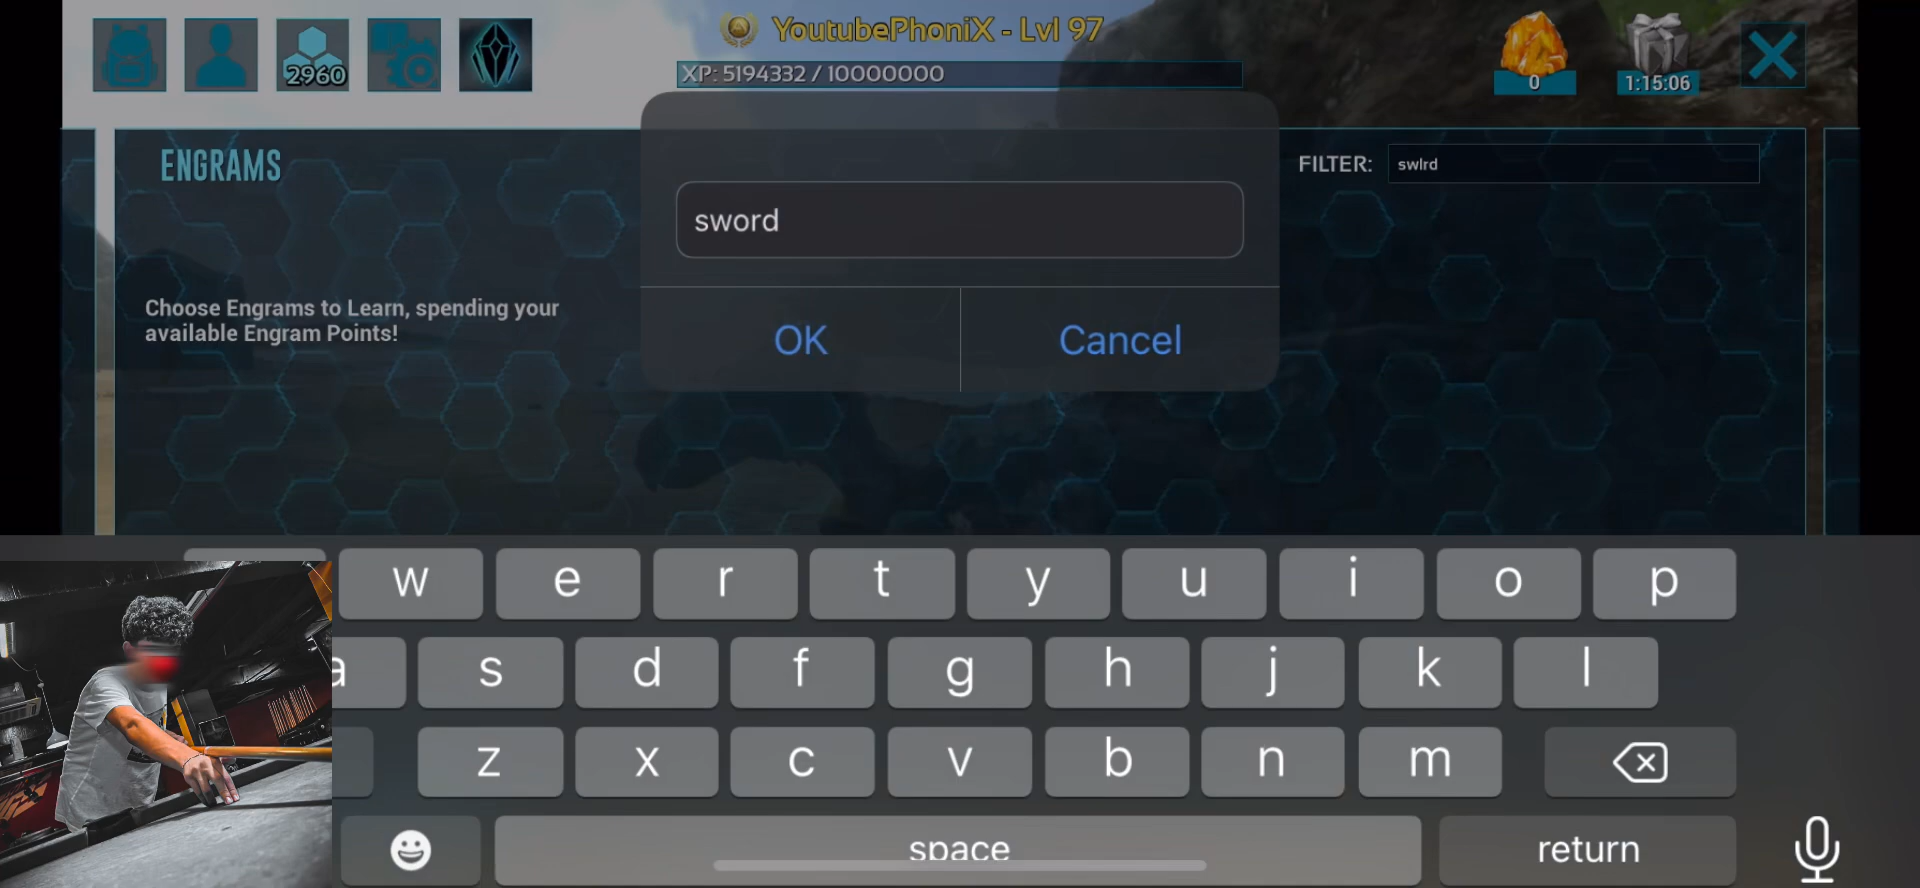 YoutubePhoniX - Lvl 97
2960
XP: 5194332 / 10000000
0
1:15:06
ENGRAMS
FILTER:
swlrd
sword
Choose Engrams to Learn, spending your
available Engram Points!
OK
Cancel
w e r t y u i o p
a s d f g h j k l
z x c v b n m
space
return